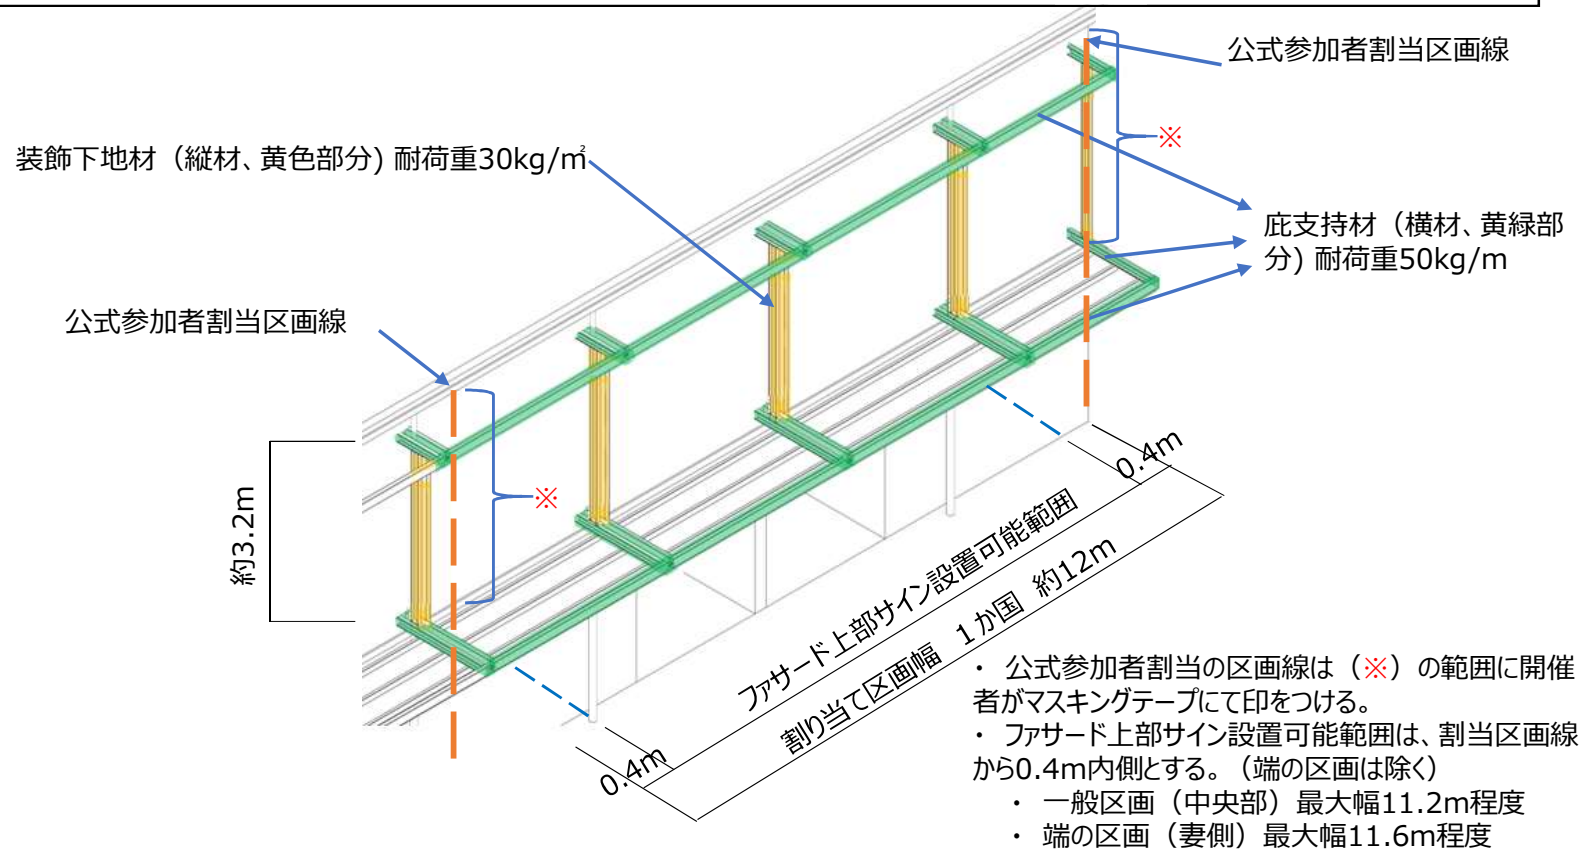 公式参加者割当区画線
※
装飾下地材（縦材、黄色部分) 耐荷重30kg/㎡
庇支持材（横材、黄緑部
分) 耐荷重50kg/m
公式参加者割当区画線
※
約3.2m
0.4m
ファサード上部サイン設置可能範囲
割り当て区画幅 １か国 約12m
0.4m
・ 公式参加者割当の区画線は（※）の範囲に開催
者がマスキングテープにて印をつける。
・ ファサード上部サイン設置可能範囲は、割当区画線
から0.4m内側とする。（端の区画は除く）
・ 一般区画（中央部）最大幅11.2m程度
・ 端の区画（妻側）最大幅11.6m程度